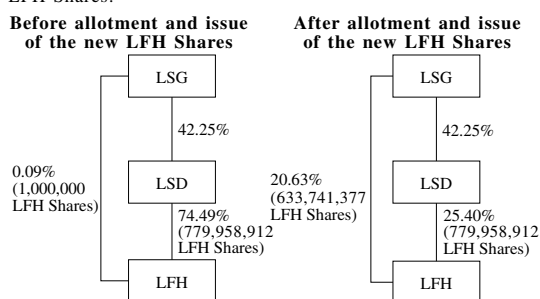 Before allotment and issue
of the new LFH Shares
LSG
42.25%
0.09%
(1,000,000
LFH Shares)
LSD
74.49%
(779,958,912
LFH Shares)
LFH
After allotment and issue
of the new LFH Shares
LSG
42.25%
20.63%
(633,741,377
LFH Shares)
LSD
25.40%
(779,958,912
LFH Shares)
LFH